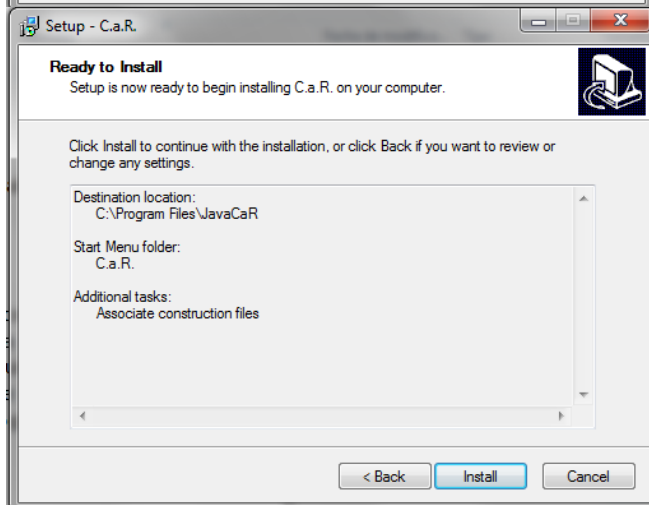 Setup - C.a.R.
Ready to Install
Setup is now ready to begin installing C.a.R. on your computer.
Click Install to continue with the installation, or click Back if you want to review or
change any settings.
Destination location:
C:\Program Files\JavaCaR
Start Menu folder:
C.a.R.
Additional tasks:
Associate construction files
< Back
Install
Cancel